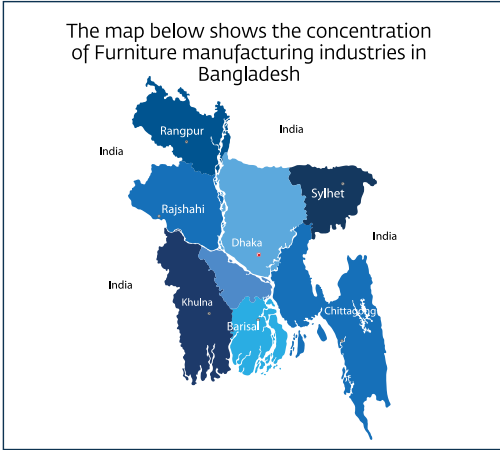 The map below shows the concentration
of Furniture manufacturing industries in
Bangladesh
India
Rangpur
India
Sylhet
Rajshahi
India
Dhaka
India
Khulna
Chittagong
Barisal